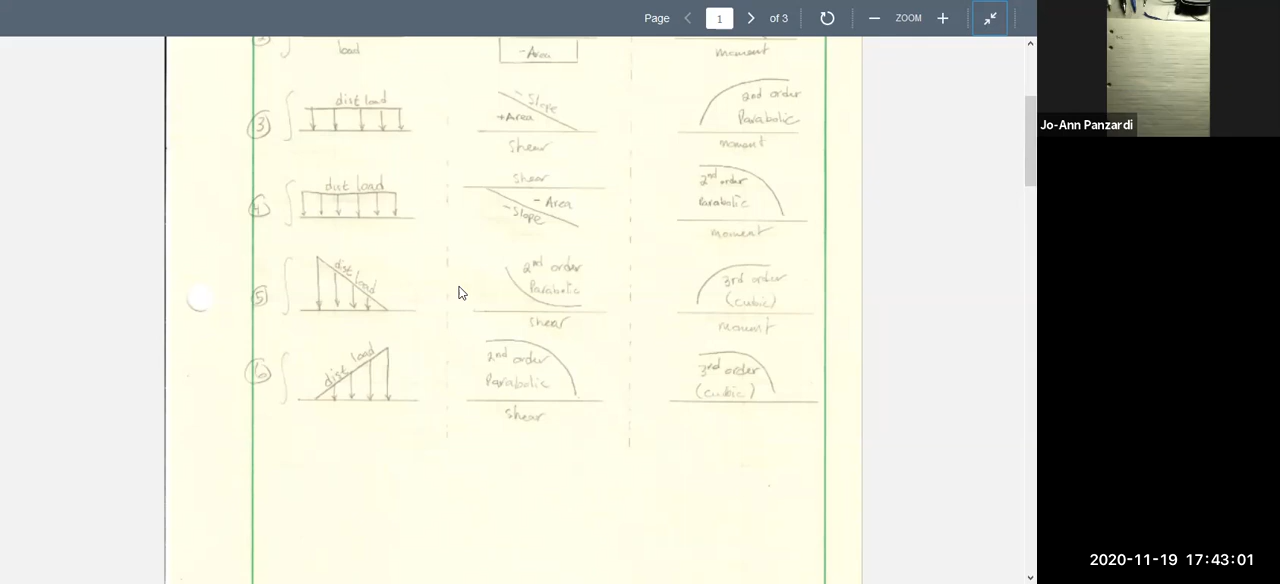 Page 1 of 3 ZOOM
Jo-Ann Panzardi
load
-Area
moment
3
dist load
- Slope
+Area
shear
2nd order
Parabolic
moment
4
dist load
shear
- Area
-Slope
2nd order
Parabolic
moment
5
dist load
2nd order
Parabolic
shear
3rd order
(cubic)
moment
6
dist load
2nd order
Parabolic
shear
3rd order
(cubic)
2020-11-19 17:43:01